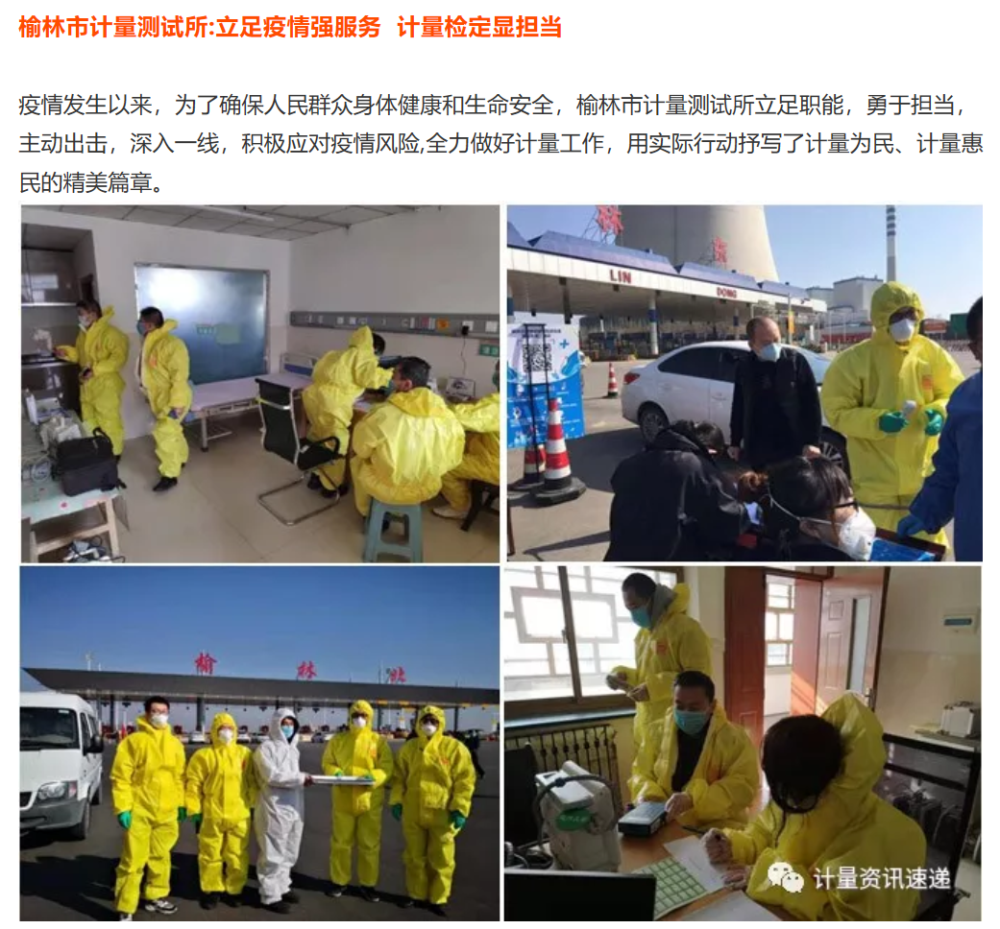 榆林市计量测试所:立足疫情强服务 计量检定显担当
疫情发生以来，为了确保人民群众身体健康和生命安全，榆林市计量测试所立足职能，勇于担当，
主动出击，深入一线，积极应对疫情风险,全力做好计量工作，用实际行动抒写了计量为民、计量惠
民的精美篇章。
林
LIN
DONG
榆 林 北
计量资讯速递